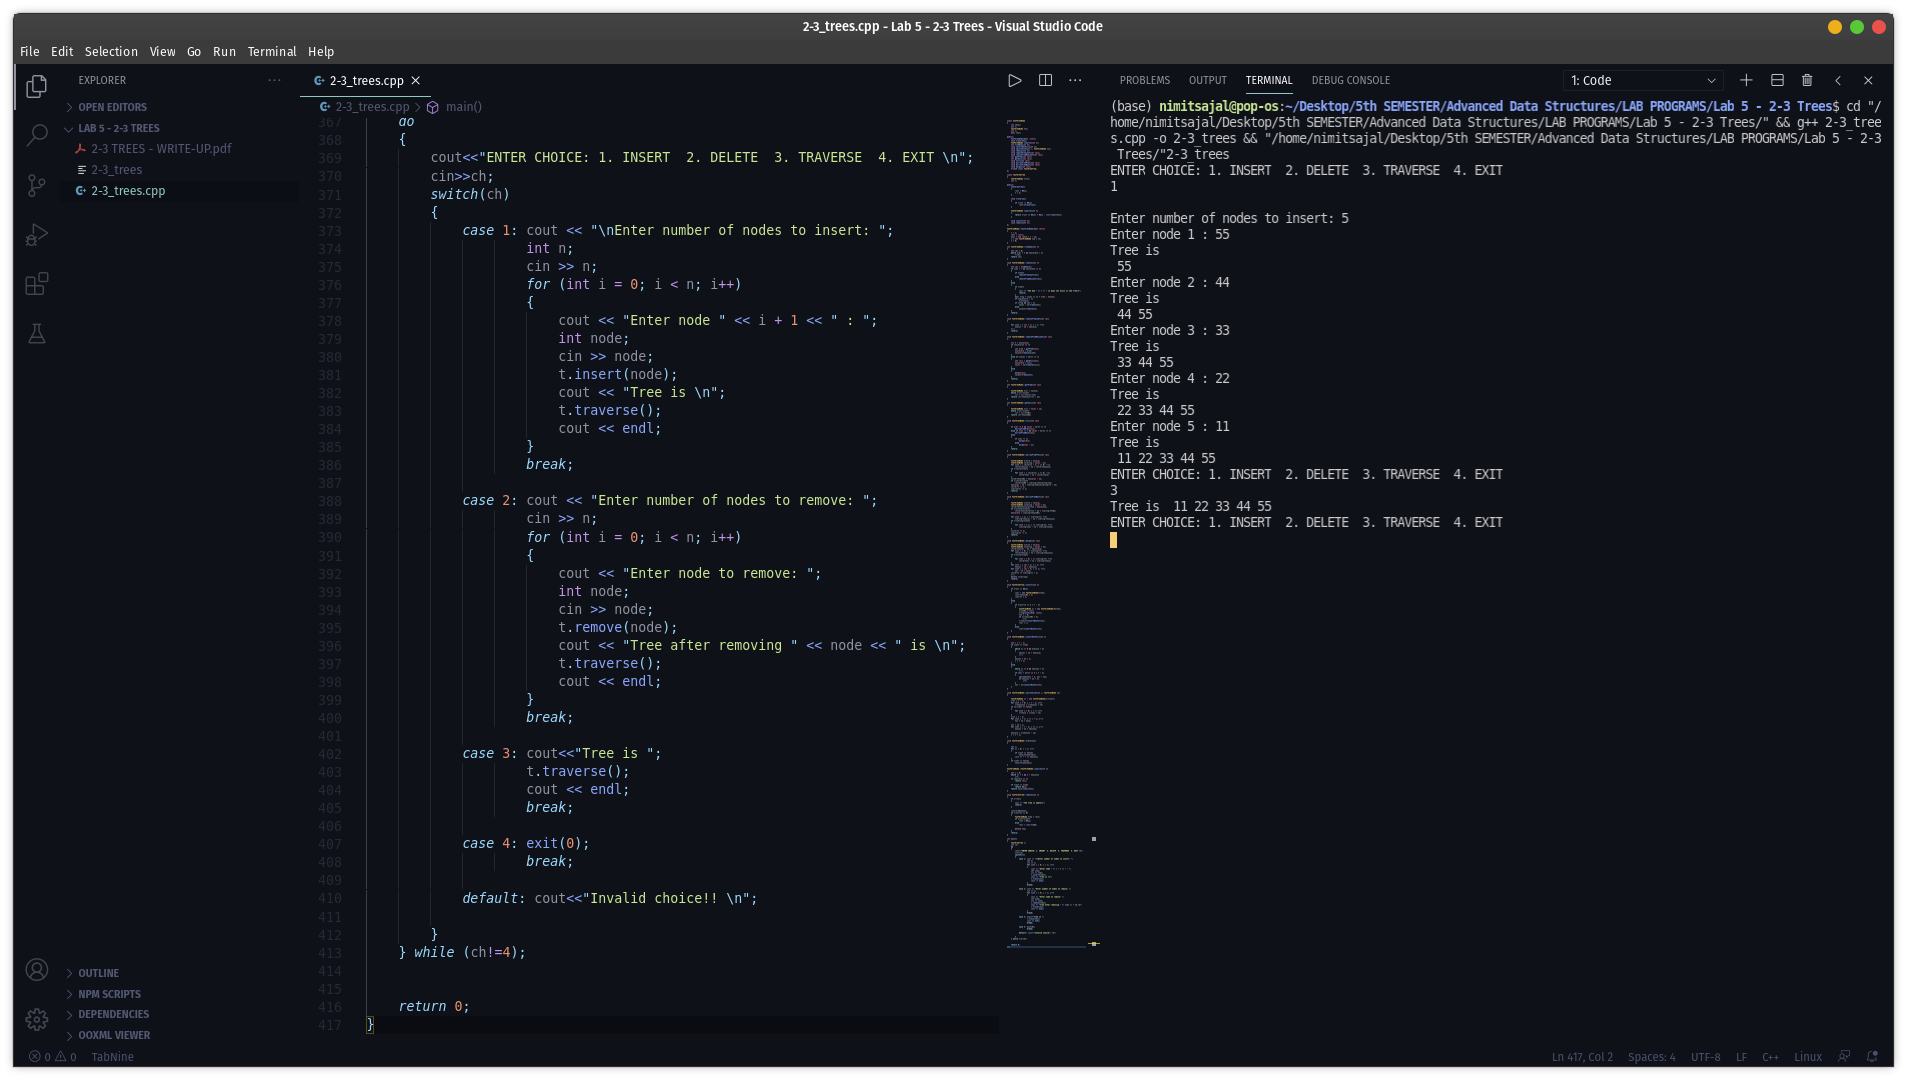 2-3_trees.cpp - Lab 5 - 2-3 Trees - Visual Studio Code
File Edit Selection View Go Run Terminal Help
EXPLORER
OPEN EDITORS
LAB 5 - 2-3 TREES
2-3 TREES - WRITE-UP.pdf
2-3_trees
2-3_trees.cpp
OUTLINE
NPM SCRIPTS
DEPENDENCIES
OOXML VIEWER
2-3_trees.cpp
2-3_trees.cpp > main()
367 do
368 {
369 cout<<"ENTER CHOICE: 1. INSERT  2. DELETE  3. TRAVERSE  4. EXIT \n";
370 cin>>ch;
371 switch(ch)
372 {
373 case 1: cout << "\nEnter number of nodes to insert: ";
374 int n;
375 cin >> n;
376 for (int i = 0; i < n; i++)
377 {
378 cout << "Enter node " << i + 1 << " : ";
379 int node;
380 cin >> node;
381 t.insert(node);
382 cout << "Tree is \n";
383 t.traverse();
384 cout << endl;
385 }
386 break;
387
388 case 2: cout << "Enter number of nodes to remove: ";
389 cin >> n;
390 for (int i = 0; i < n; i++)
391 {
392 cout << "Enter node to remove: ";
393 int node;
394 cin >> node;
395 t.remove(node);
396 cout << "Tree after removing " << node << " is \n";
397 t.traverse();
398 cout << endl;
399 }
400 break;
401
402 case 3: cout<<"Tree is ";
403 t.traverse();
404 cout << endl;
405 break;
406
407 case 4: exit(0);
408 break;
409
410 default: cout<<"Invalid choice!! \n";
411
412 }
413 } while (ch!=4);
414
415
416 return 0;
417 }
PROBLEMS OUTPUT TERMINAL DEBUG CONSOLE 1: Code
(base) nimitsajal@pop-os:~/Desktop/5th SEMESTER/Advanced Data Structures/LAB PROGRAMS/Lab 5 - 2-3 Trees$ cd "/
home/nimitsajal/Desktop/5th SEMESTER/Advanced Data Structures/LAB PROGRAMS/Lab 5 - 2-3 Trees/" && g++ 2-3_tree
s.cpp -o 2-3_trees && "/home/nimitsajal/Desktop/5th SEMESTER/Advanced Data Structures/LAB PROGRAMS/Lab 5 - 2-3
Trees/"2-3_trees
ENTER CHOICE: 1. INSERT  2. DELETE  3. TRAVERSE  4. EXIT
1
Enter number of nodes to insert: 5
Enter node 1 : 55
Tree is
55
Enter node 2 : 44
Tree is
44 55
Enter node 3 : 33
Tree is
33 44 55
Enter node 4 : 22
Tree is
22 33 44 55
Enter node 5 : 11
Tree is
11 22 33 44 55
ENTER CHOICE: 1. INSERT  2. DELETE  3. TRAVERSE  4. EXIT
3
Tree is  11 22 33 44 55
ENTER CHOICE: 1. INSERT  2. DELETE  3. TRAVERSE  4. EXIT
0 0 TabNine
Ln 417, Col 2 Spaces: 4 UTF-8 LF C++ Linux